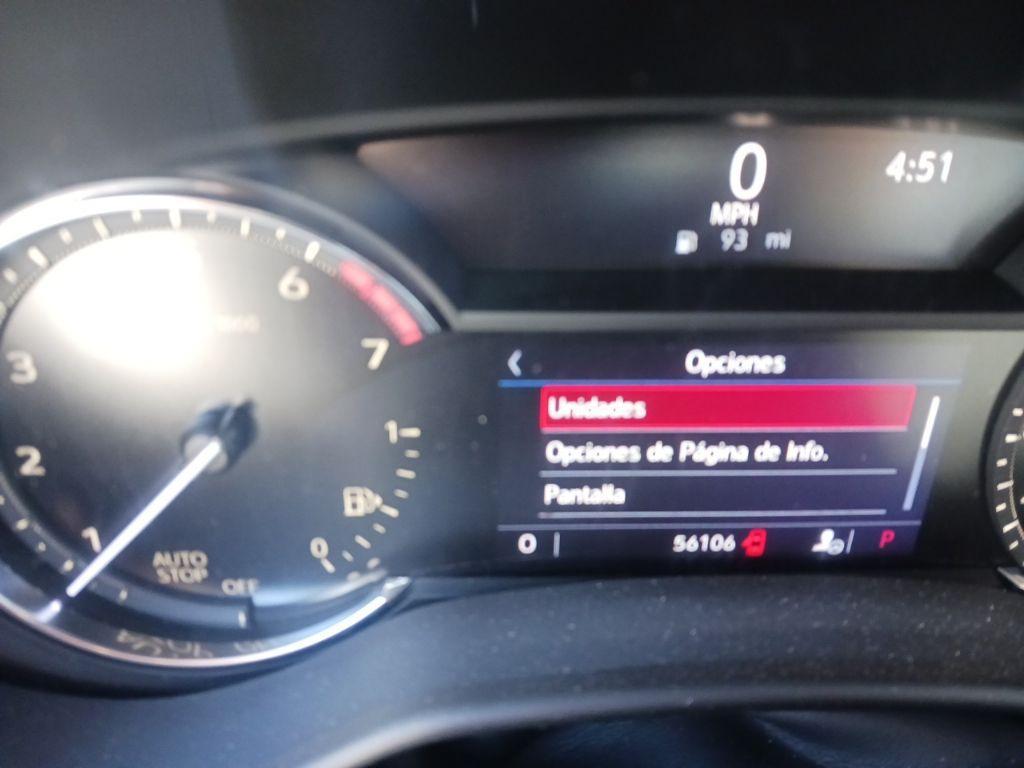 0
4:51
MPH
93 mi
6
7
3
2
1
AUTO
STOP
OFF
1
0
Opciones
Unidades
Opciones de Página de Info.
Pantalla
O
56106
P